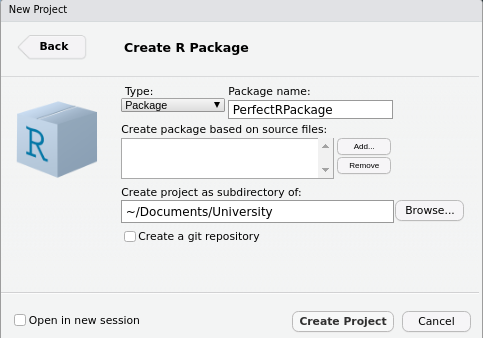 New Project
Back
Create R Package
Type:
Package name:
Package
PerfectRPackage
Create package based on source files:
Add...
Remove
R
Create project as subdirectory of:
~/Documents/University
Browse...
Create a git repository
Open in new session
Create Project
Cancel